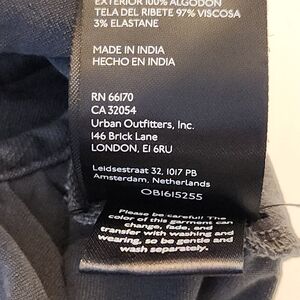 EXTERIOR 100% ALGODON
TELA DEL RIBETE 97% VISCOSA
3% ELASTANE
MADE IN INDIA
HECHO EN INDIA
RN 66170
CA 32054
Urban Outfitters, Inc.
146 Brick Lane
LONDON, E1 6RU
Leidsestraat 32, 1017 PB
Amsterdam, Netherlands
OB1615255
Please be careful! The
color of this garment can
change, fade, and
transfer with washing and
wearing, so be gentle and
wash separately.